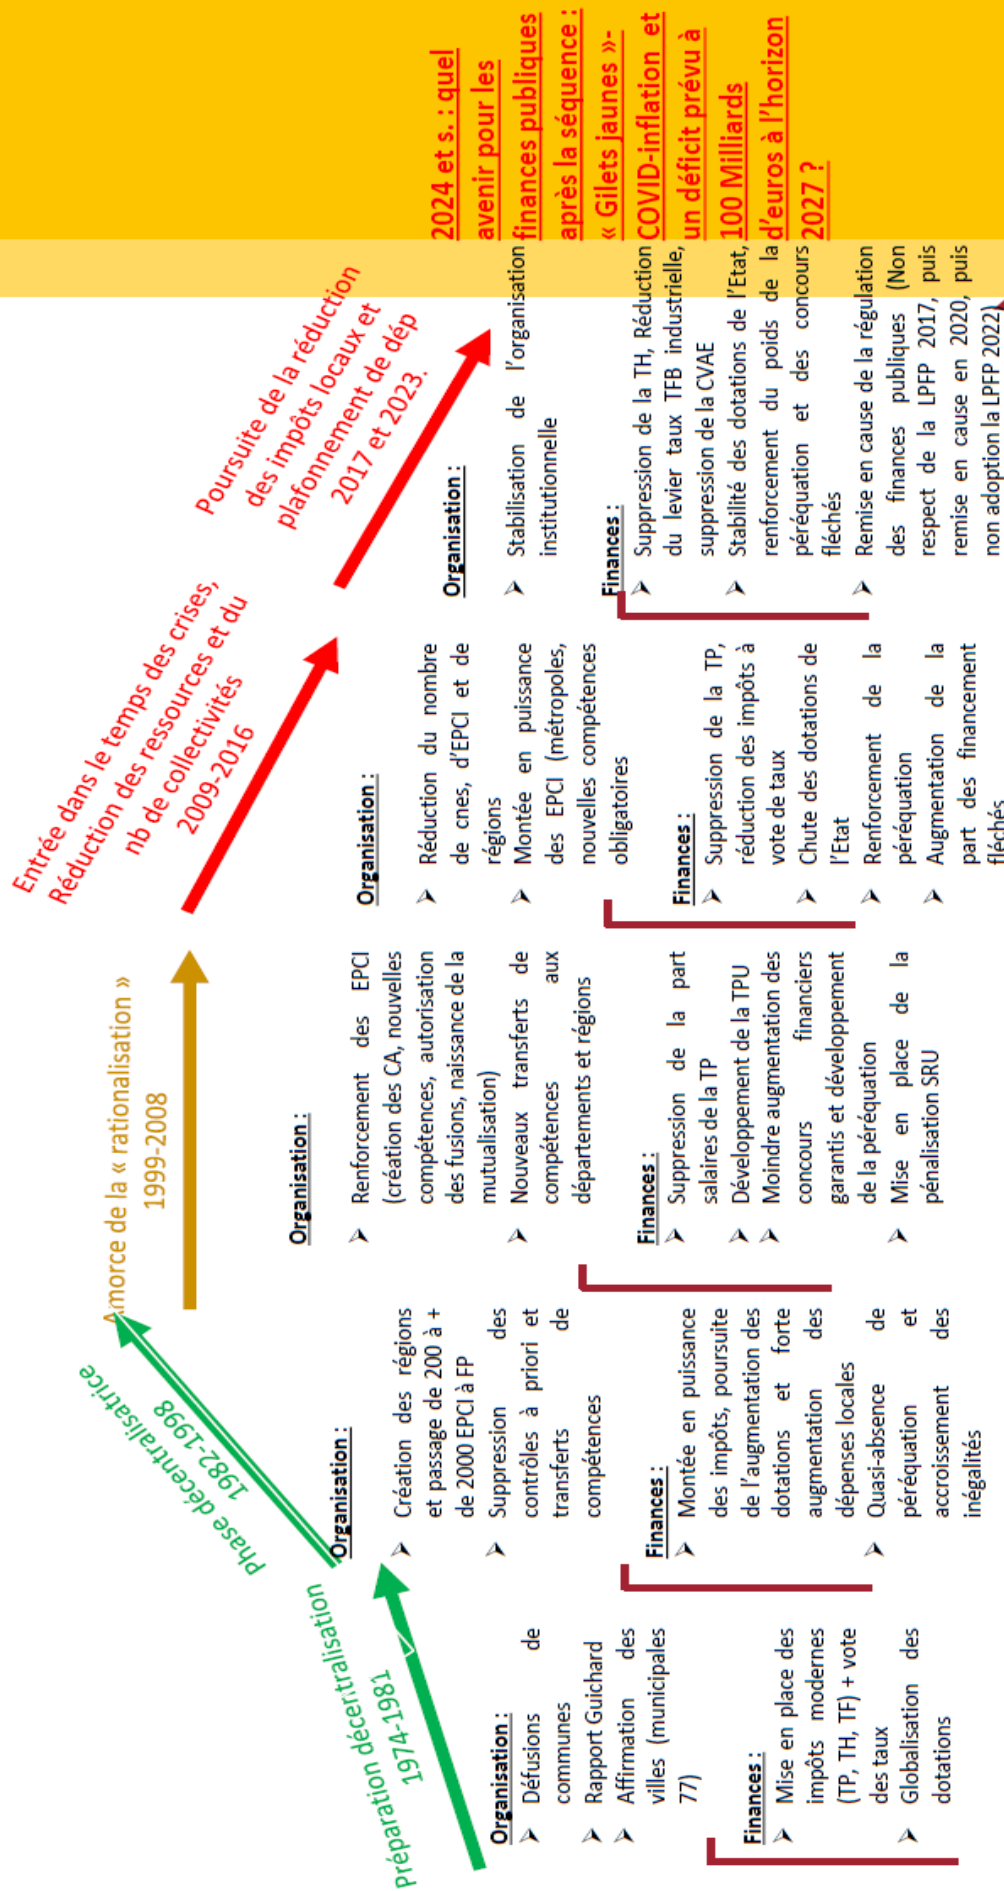 Préparation décentralisation
1974-1981
Organisation :
➢ Défusions de
communes
➢ Rapport Guichard
➢ Affirmation des
villes (municipales
77)
Finances :
➢ Mise en place des
impôts modernes
(TP, TH, TF) + vote
des taux
➢ Globalisation des
dotations
Phase décentralisatrice
1982-1998
Organisation :
➢ Création des régions
et passage de 200 à +
de 2000 EPCI à FP
➢ Suppression des
contrôles à priori et
transferts de
compétences
Finances :
➢ Montée en puissance
des impôts, poursuite
de l'augmentation des
dotations et forte
augmentation des
dépenses locales
➢ Quasi-absence de
péréquation et
accroissement des
inégalités
Amorce de la « rationalisation »
1999-2008
Organisation :
➢ Renforcement des EPCI
(création des CA, nouvelles
compétences, autorisation
des fusions, naissance de la
mutualisation)
➢ Nouveaux transferts de
compétences aux
départements et régions
Finances :
➢ Suppression de la part
salaires de la TP
➢ Développement de la TPU
➢ Moindre augmentation des
concours financiers
garantis et développement
de la péréquation
➢ Mise en place de la
pénalisation SRU
Entrée dans le temps des crises,
Réduction des ressources et du
nb de collectivités
2009-2016
Organisation :
➢ Réduction du nombre
de cnes, d'EPCI et de
régions
➢ Montée en puissance
des EPCI (métropoles,
nouvelles compétences
obligatoires
Finances :
➢ Suppression de la TP,
réduction des impôts à
vote de taux
➢ Chute des dotations de
l'Etat
➢ Renforcement de la
péréquation
➢ Augmentation de la
part des financement
fléchés
Poursuite de la réduction
des impôts locaux et
plafonnement de dép
2017 et 2023.
Organisation :
➢ Stabilisation de l'organisation
institutionnelle
Finances :
➢ Suppression de la TH, Réduction
du levier taux TFB industrielle,
suppression de la CVAE
➢ Stabilité des dotations de l'Etat,
renforcement du poids de la
péréquation et des concours
fléchés
➢ Remise en cause de la régulation
des finances publiques (Non
respect de la LPFP 2017, puis
remise en cause en 2020, puis
non adoption la LPFP 2022)
2024 et s. : quel
avenir pour les
finances publiques
après la séquence :
« Gilets jaunes »-
COVID-inflation et
un déficit prévu à
100 Milliards
d'euros à l'horizon
2027 ?